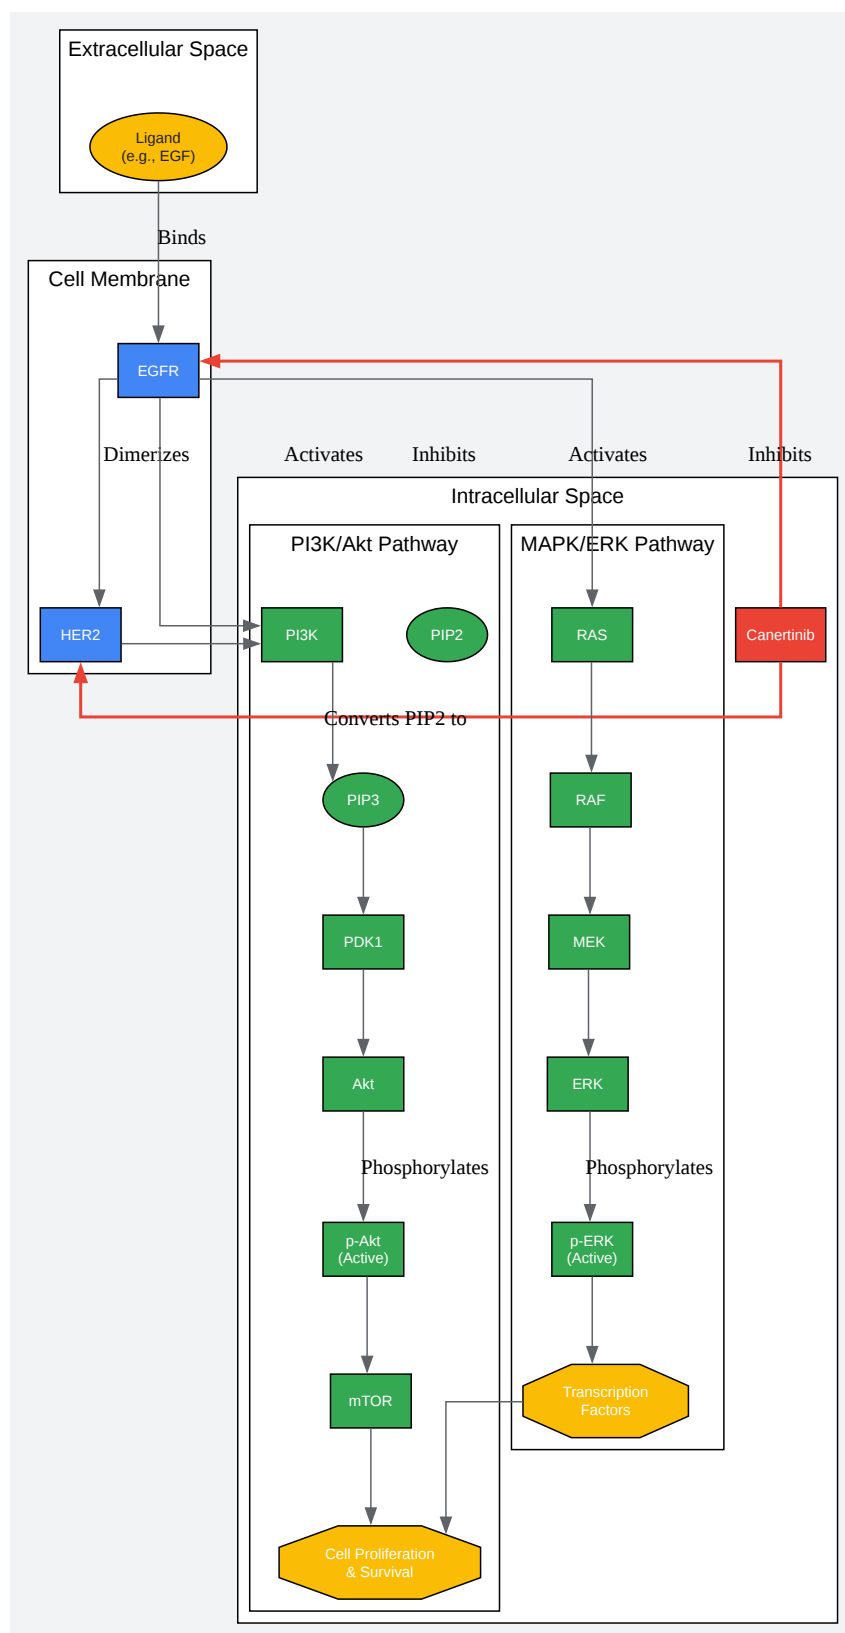 Extracellular Space
Ligand
(e.g., EGF)
Binds
Cell Membrane
EGFR
Dimerizes
Activates
Inhibits
Activates
Inhibits
Intracellular Space
PI3K/Akt Pathway
MAPK/ERK Pathway
HER2
PI3K
PIP2
RAS
Canertinib
Converts PIP2 to
PIP3
RAF
PDK1
MEK
Akt
ERK
Phosphorylates
Phosphorylates
p-Akt
(Active)
p-ERK
(Active)
mTOR
Transcription
Factors
Cell Proliferation
& Survival